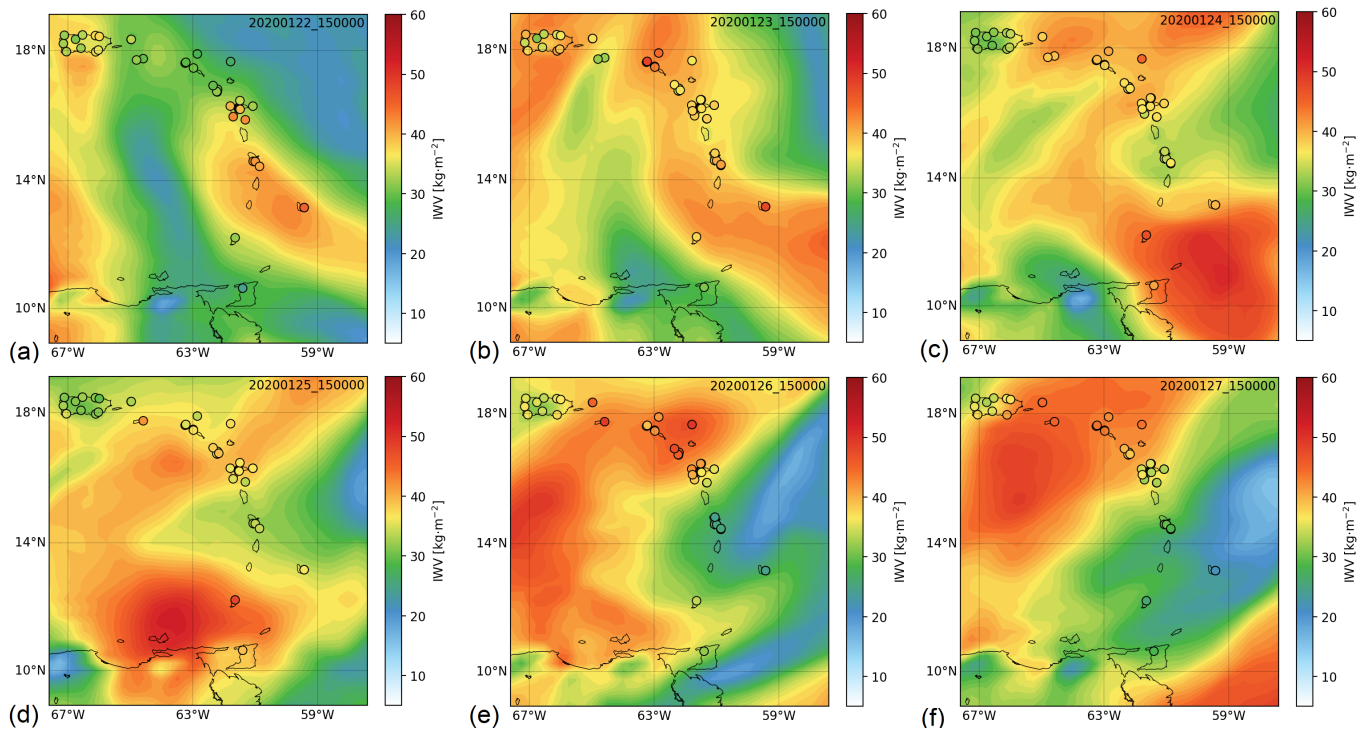 20200122_150000
18°N
14°N
10°N
67°W 63°W 59°W
60
50
40
30
20
10
IWV [kg·m⁻²]
(a)
20200123_150000
18°N
14°N
10°N
67°W 63°W 59°W
60
50
40
30
20
10
IWV [kg·m⁻²]
(b)
20200124_150000
18°N
14°N
10°N
67°W 63°W 59°W
60
50
40
30
20
10
IWV [kg·m⁻²]
(c)
20200125_150000
18°N
14°N
10°N
67°W 63°W 59°W
60
50
40
30
20
10
IWV [kg·m⁻²]
(d)
20200126_150000
18°N
14°N
10°N
67°W 63°W 59°W
60
50
40
30
20
10
IWV [kg·m⁻²]
(e)
20200127_150000
18°N
14°N
10°N
67°W 63°W 59°W
60
50
40
30
20
10
IWV [kg·m⁻²]
(f)